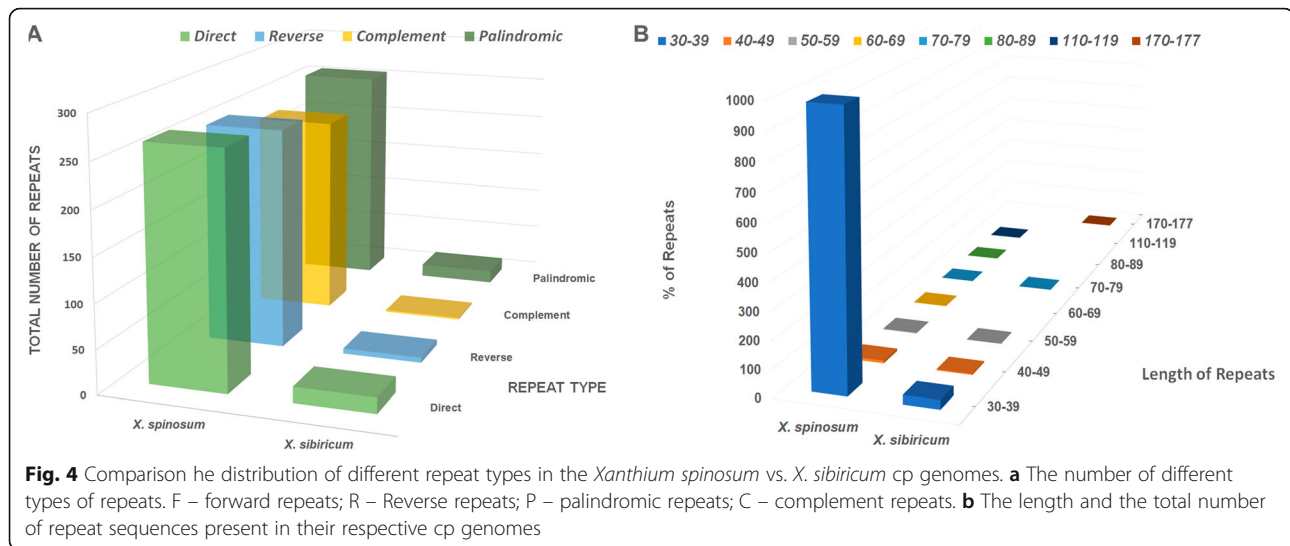 A
Direct Reverse Complement Palindromic
TOTAL NUMBER OF REPEATS
300
250
200
150
100
50
0
Palindromic
Complement
Reverse
Direct
REPEAT TYPE
X. spinosum
X. sibiricum
B
30-39 40-49 50-59 60-69 70-79 80-89 110-119 170-177
% of Repeats
1000
900
800
700
600
500
400
300
200
100
0
170-177
110-119
80-89
70-79
60-69
50-59
40-49
30-39
Length of Repeats
X. spinosum
X. sibiricum
Fig. 4 Comparison he distribution of different repeat types in the Xanthium spinosum vs. X. sibiricum cp genomes. a The number of different
types of repeats. F – forward repeats; R – Reverse repeats; P – palindromic repeats; C – complement repeats. b The length and the total number
of repeat sequences present in their respective cp genomes